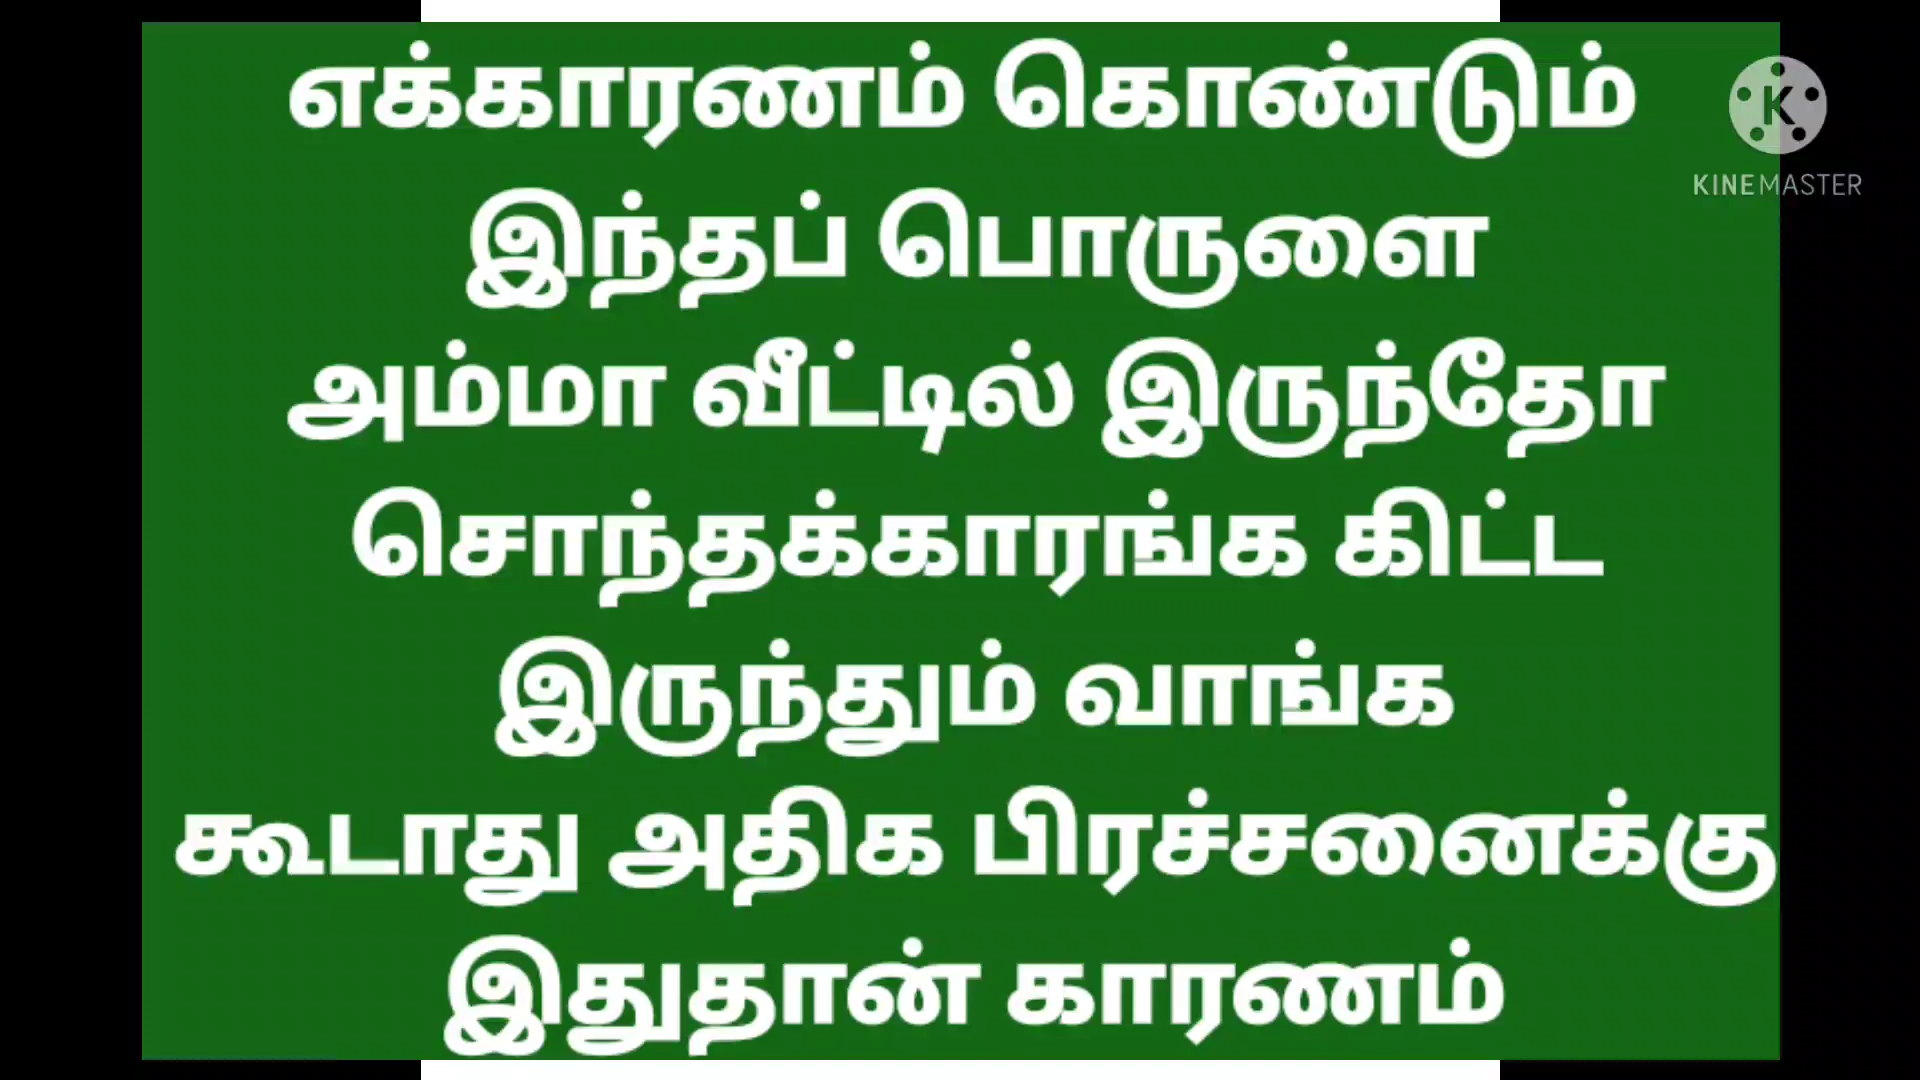 எக்காரணம் கொண்டும்
இந்தப் பொருளை
அம்மா வீட்டில் இருந்தோ
சொந்தக்காரங்க கிட்ட
இருந்தும் வாங்க
கூடாது அதிக பிரச்சனைக்கு
இதுதான் காரணம்
K
KINEMASTER